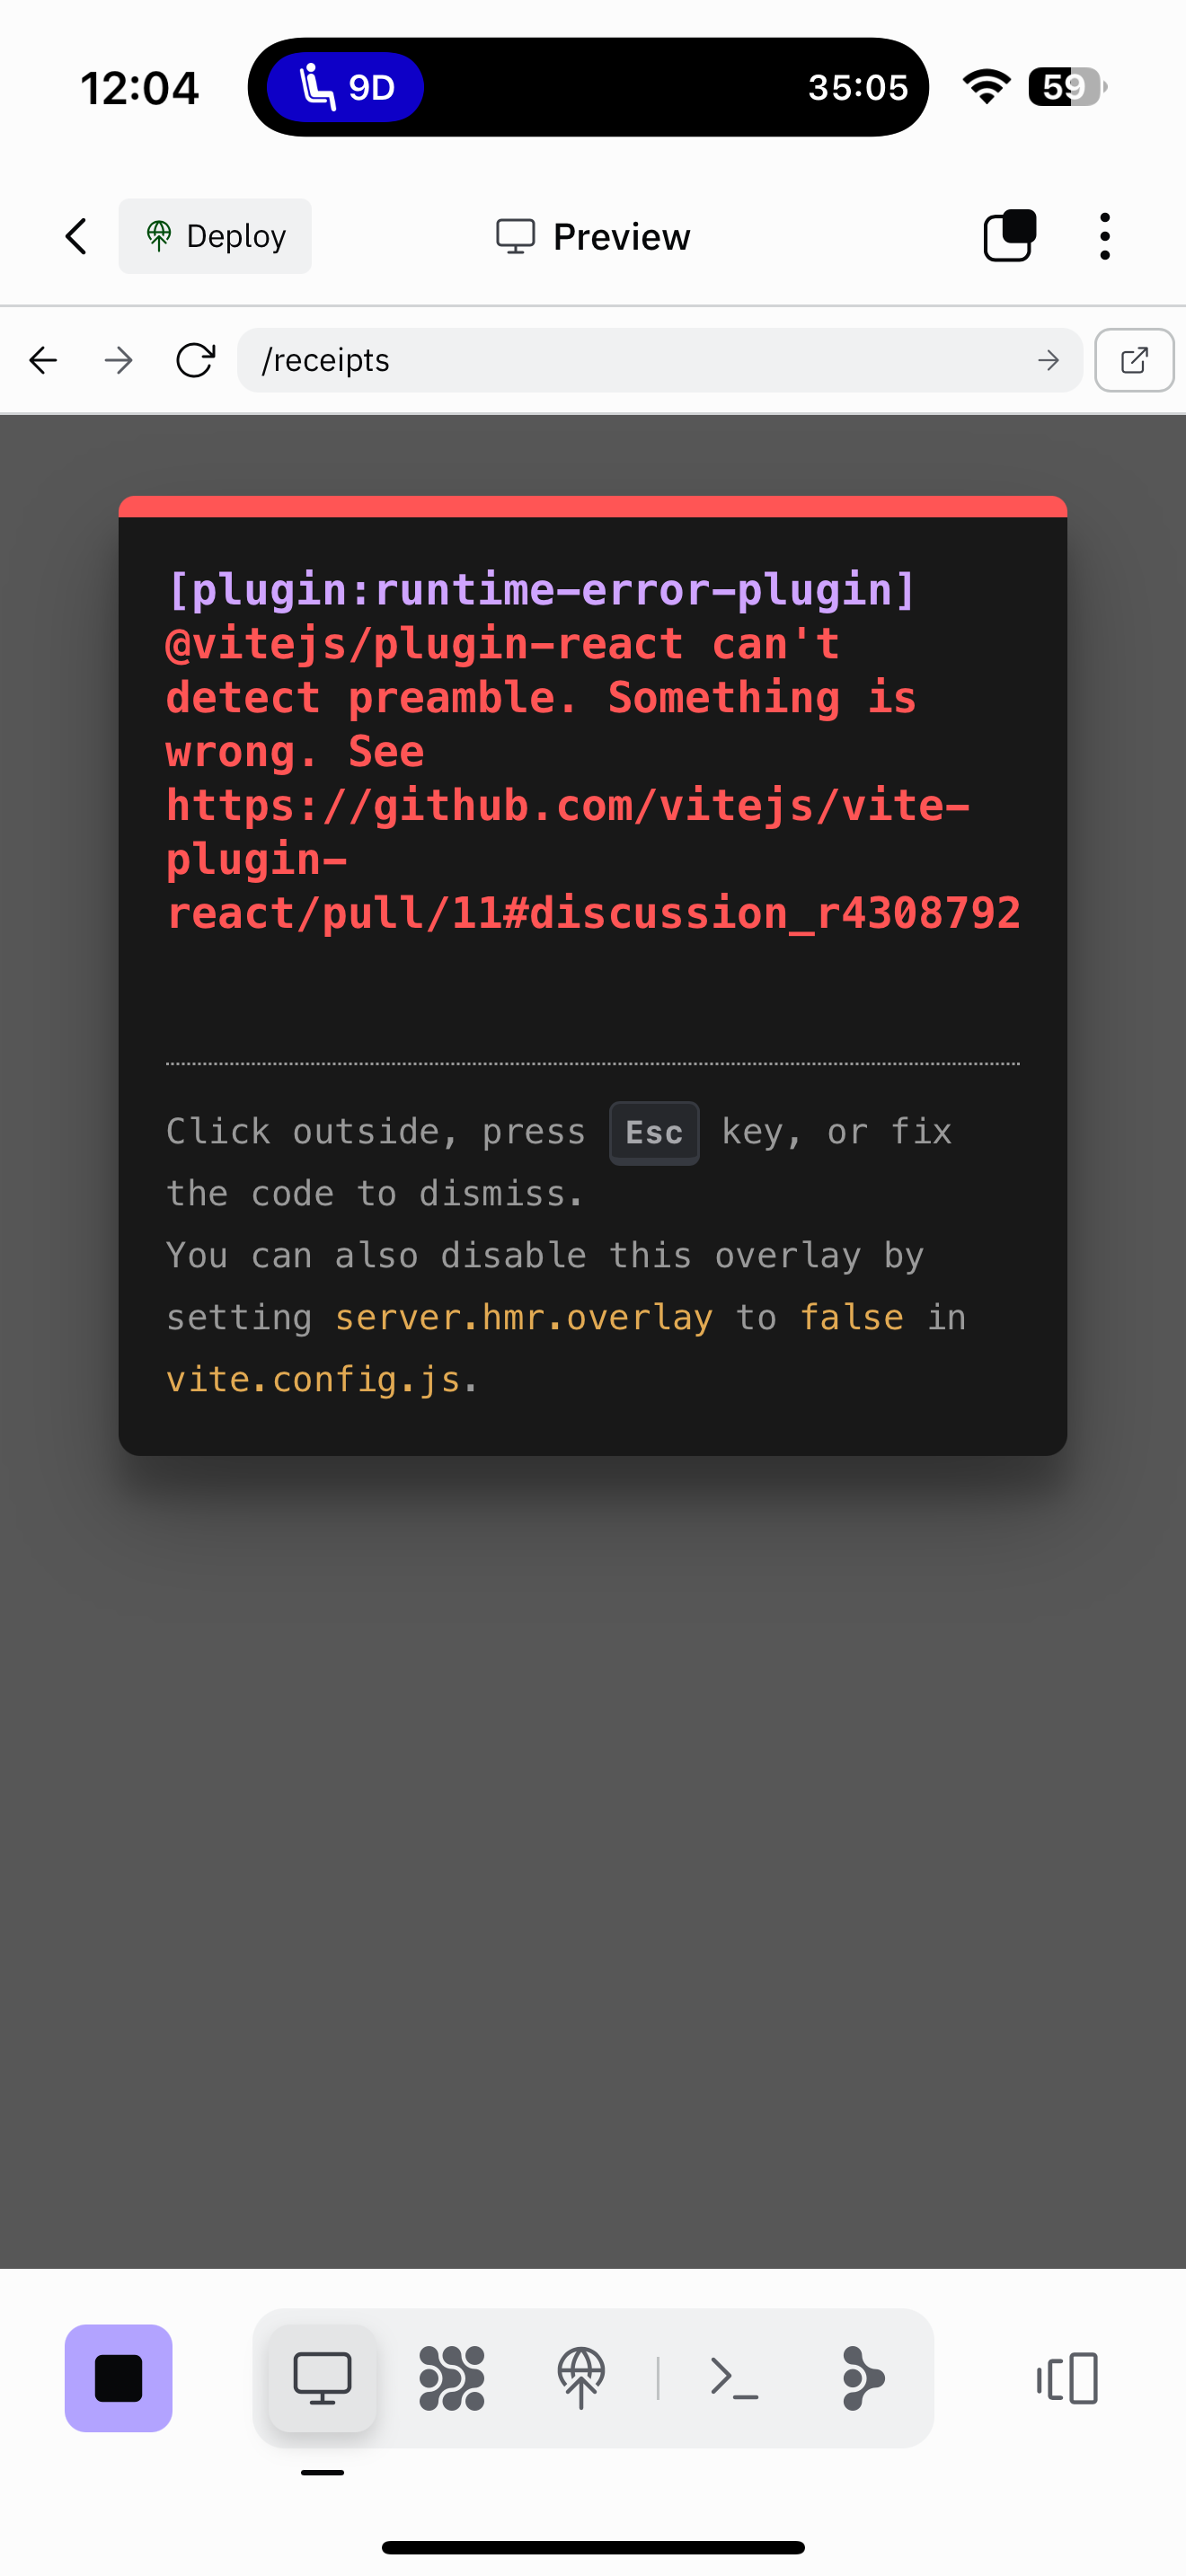 12:04
9D
35:05
59
Deploy
Preview
/receipts
[plugin:runtime-error-plugin]
@vitejs/plugin-react can't
detect preamble. Something is
wrong. See
https://github.com/vitejs/vite-
plugin-
react/pull/11#discussion_r4308792
Click outside, press Esc key, or fix
the code to dismiss.
You can also disable this overlay by
setting server.hmr.overlay to false in
vite.config.js.